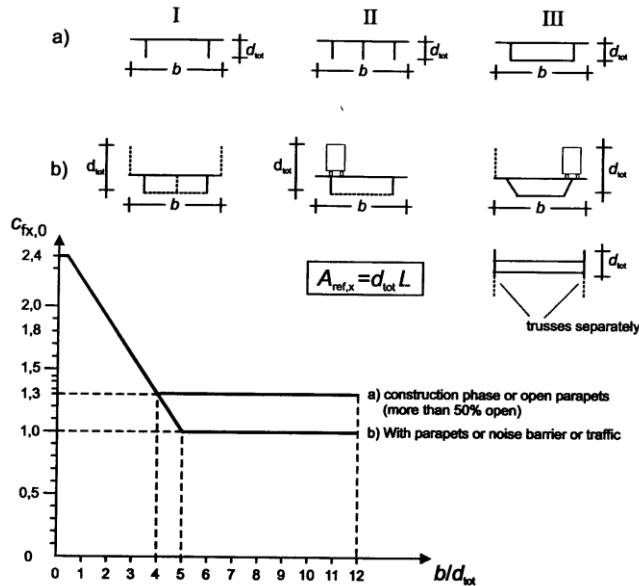 I II III
a) d_tot d_tot d_tot
b b b
b) d_tot d_tot d_tot
b b b
c_fx,0
A_ref,x = d_tot L
d_tot
trusses separately
2,4
2,0
1,8
1,5
1,3
a) construction phase or open parapets
(more than 50% open)
1,0
b) With parapets or noise barrier or traffic
0,5
0
0 1 2 3 4 5 6 7 8 9 10 11 12 b/d_tot